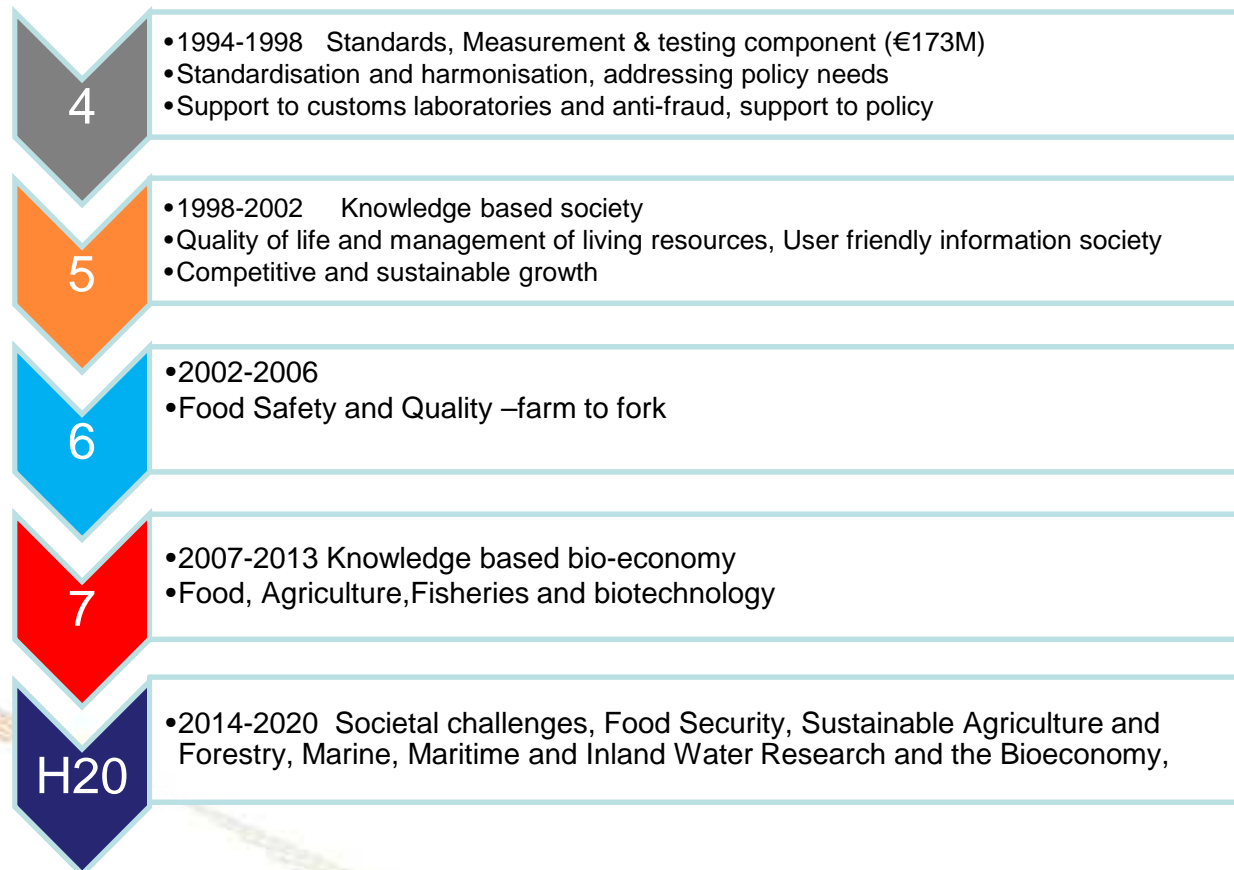 4
•1994-1998 Standards, Measurement & testing component (€173M)
•Standardisation and harmonisation, addressing policy needs
•Support to customs laboratories and anti-fraud, support to policy
5
•1998-2002 Knowledge based society
•Quality of life and management of living resources, User friendly information society
•Competitive and sustainable growth
6
•2002-2006
•Food Safety and Quality –farm to fork
7
•2007-2013 Knowledge based bio-economy
•Food, Agriculture,Fisheries and biotechnology
H20
•2014-2020 Societal challenges, Food Security, Sustainable Agriculture and
Forestry, Marine, Maritime and Inland Water Research and the Bioeconomy,